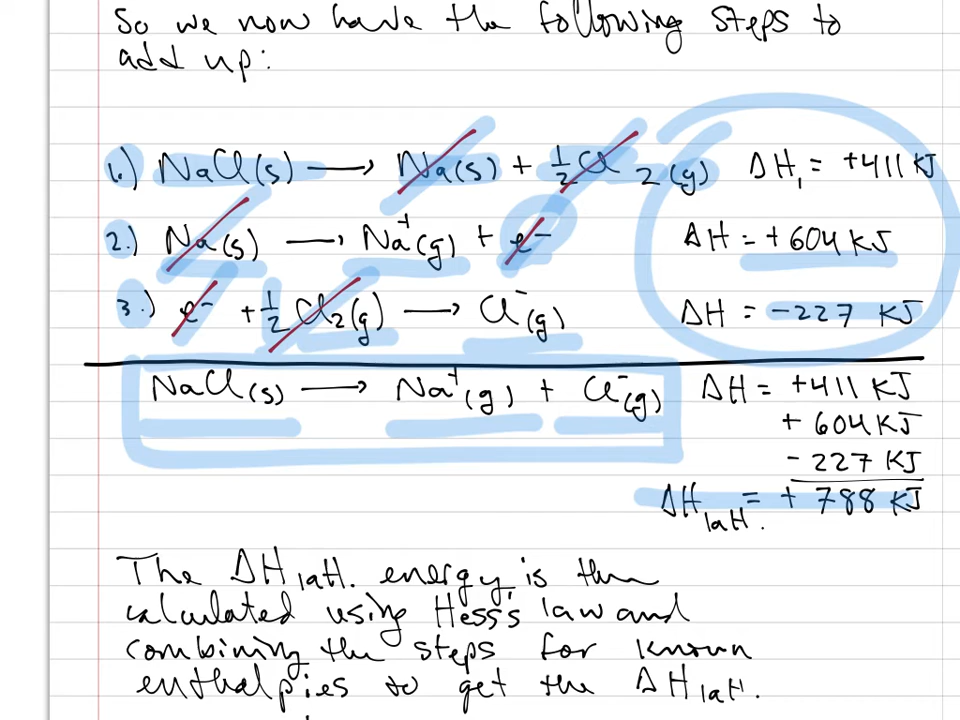 So we now have the following steps to
add up:
1.) NaCl(s) → Na(s) + ½Cl2(g) ΔH1 = +411 KJ
2.) Na(s) → Na+(g) + e- ΔH = +604 KJ
3.) e- + ½Cl2(g) → Cl-(g) ΔH = -227 KJ
NaCl(s) → Na+(g) + Cl-(g) ΔH = +411 KJ
+ 604 KJ
- 227 KJ
ΔHlatt. = + 788 KJ
The ΔHlatt. energy is then
calculated using Hess's law and
combining the steps for known
enthalpies to get the ΔHlatt.